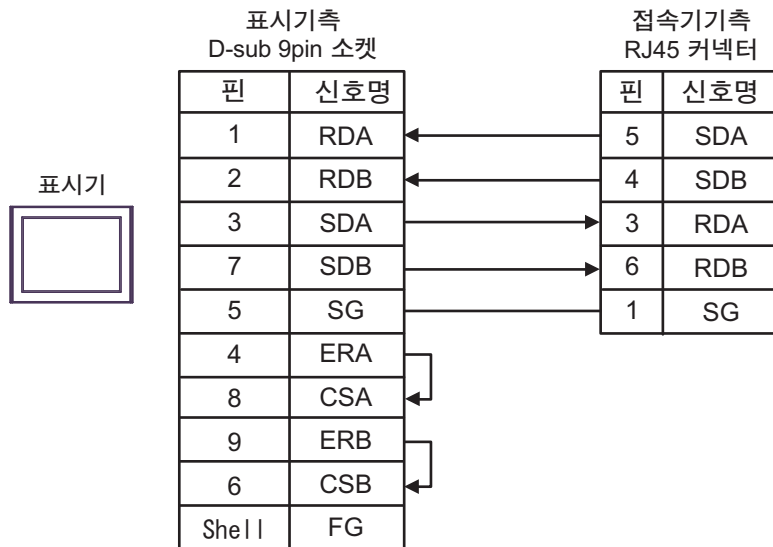 표시기측
D-sub 9pin 소켓
접속기기측
RJ45 커넥터
표시기
핀 신호명 핀 신호명
1 RDA 5 SDA
2 RDB 4 SDB
3 SDA 3 RDA
7 SDB 6 RDB
5 SG 1 SG
4 ERA
8 CSA
9 ERB
6 CSB
Shell FG